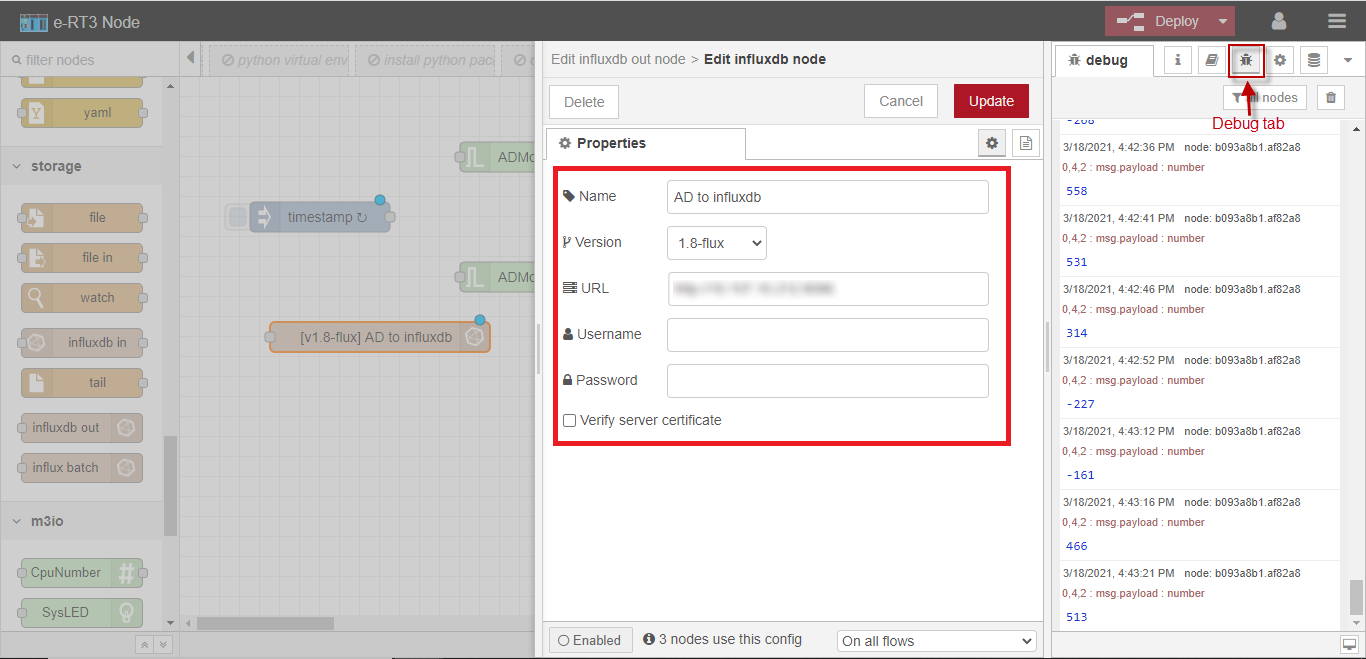 e-RT3 Node
Deploy
filter nodes
yaml
storage
file
file in
watch
influxdb in
tail
influxdb out
influx batch
m3io
CpuNumber
SysLED
python virtual env
install python pac
timestamp ↻
[v1.8-flux] AD to influxdb
Edit influxdb out node > Edit influxdb node
Delete
Cancel
Update
Properties
Name
AD to influxdb
Version
1.8-flux
URL
Username
Password
Verify server certificate
Enabled
3 nodes use this config
On all flows
debug
nodes
Debug tab
-268
3/18/2021, 4:42:36 PM node: b093a8b1.af82a8
0,4,2 : msg.payload : number
558
3/18/2021, 4:42:41 PM node: b093a8b1.af82a8
0,4,2 : msg.payload : number
531
3/18/2021, 4:42:46 PM node: b093a8b1.af82a8
0,4,2 : msg.payload : number
314
3/18/2021, 4:42:52 PM node: b093a8b1.af82a8
0,4,2 : msg.payload : number
-227
3/18/2021, 4:43:12 PM node: b093a8b1.af82a8
0,4,2 : msg.payload : number
-161
3/18/2021, 4:43:16 PM node: b093a8b1.af82a8
0,4,2 : msg.payload : number
466
3/18/2021, 4:43:21 PM node: b093a8b1.af82a8
0,4,2 : msg.payload : number
513